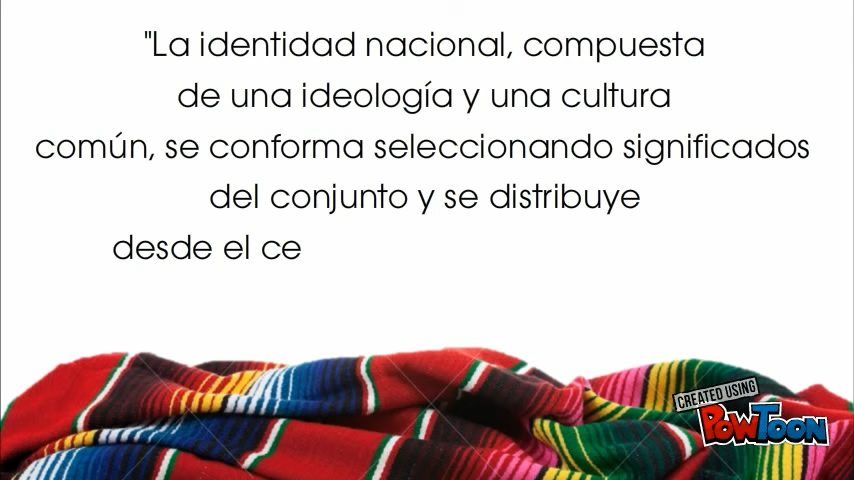 "La identidad nacional, compuesta
de una ideología y una cultura
común, se conforma seleccionando significados
del conjunto y se distribuye
desde el ce
CREATED USING
POWTOON